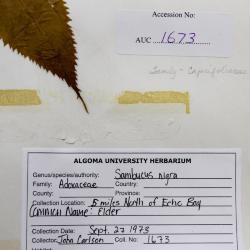 Accession No:
AUC 1673
Family - Caprifoliaceae
ALGOMA UNIVERSITY HERBARIUM
Genus/species/authority: Sambucus nigra
Family: Adoxaceae Country:
County: Province:
Collection Location: 5 miles North of Echo Bay
Common Name: Elder
Collection Date: Sept. 27 1973
Collector: John Carlson Coll. No: 1673